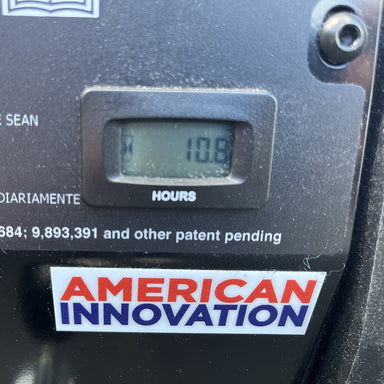 E SEAN
10.8
DIARIAMENTE
HOURS
684; 9,893,391 and other patent pending
AMERICAN
INNOVATION